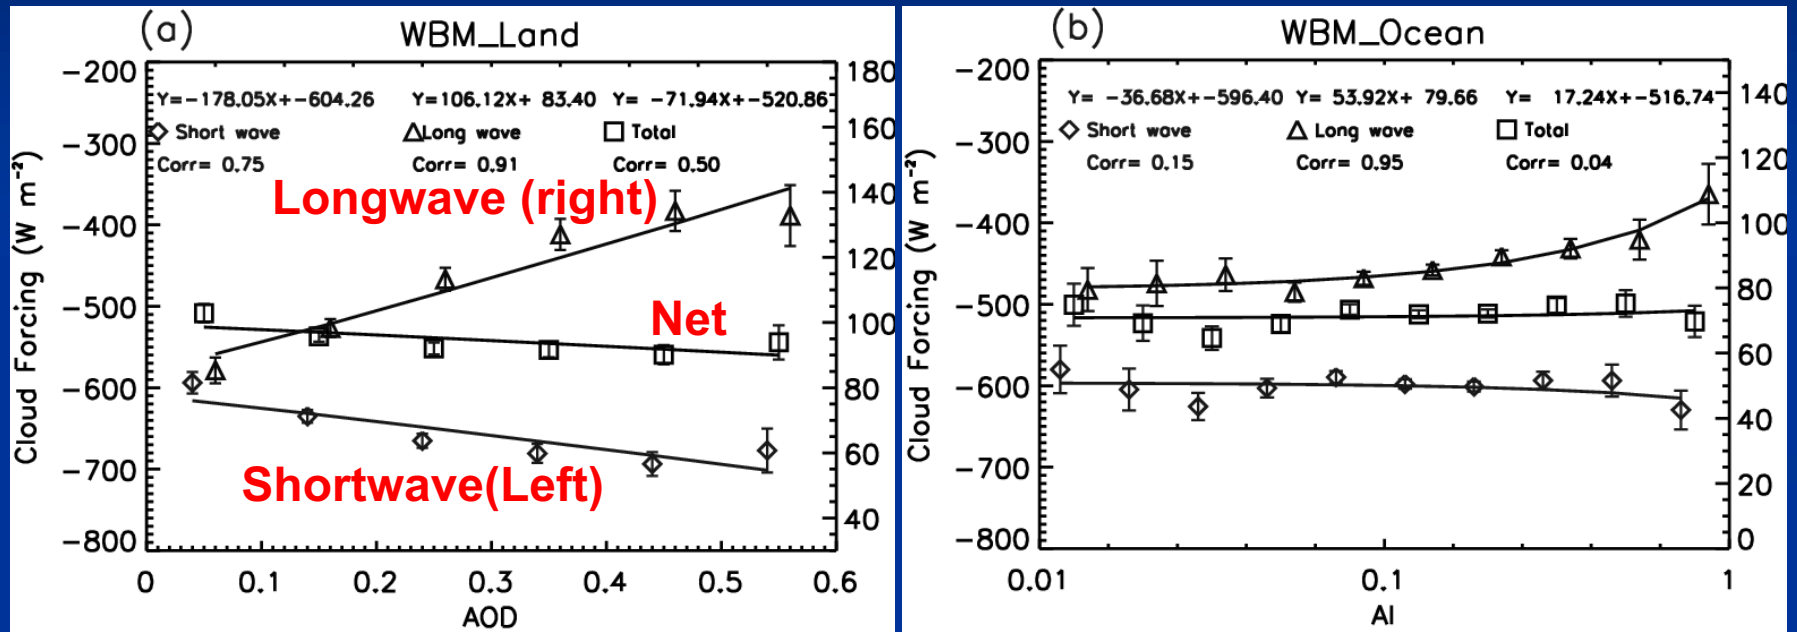 (a) WBM_Land
Y=-178.05X+-604.26 Y=106.12X+ 83.40 Y= -71.94X+-520.86
Short wave Long wave Total
Corr= 0.75 Corr= 0.91 Corr= 0.50
Longwave (right)
Net
Shortwave(Left)
Cloud Forcing (W m⁻²)
-200
-300
-400
-500
-600
-700
-800
180
160
140
120
100
80
60
40
0 0.1 0.2 0.3 0.4 0.5 0.6
AOD
(b) WBM_Ocean
Y= -36.68X+-596.40 Y= 53.92X+ 79.66 Y= 17.24X+-516.74
Short wave Long wave Total
Corr= 0.15 Corr= 0.95 Corr= 0.04
Cloud Forcing (W m⁻²)
-200
-300
-400
-500
-600
-700
-800
140
120
100
80
60
40
20
0
0.01 0.1 1
AI